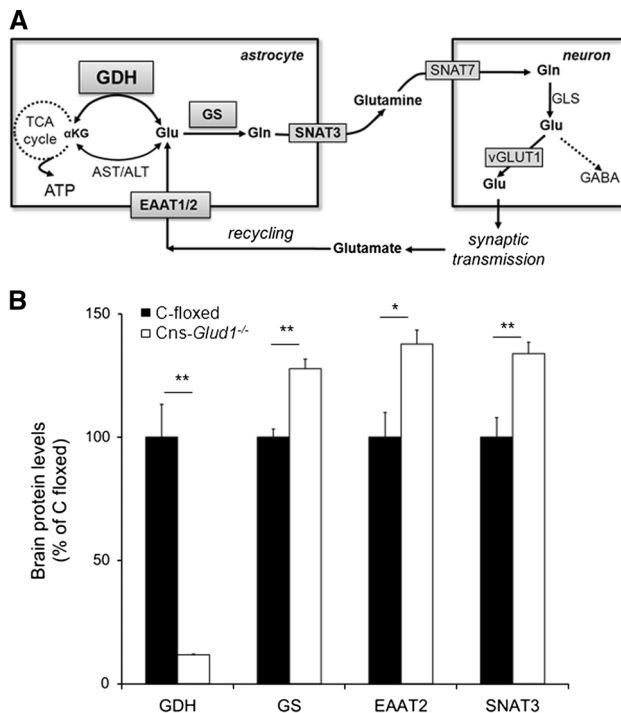 A
astrocyte
neuron
GDH
SNAT7
Gln
GS
Glutamine
GLS
TCA
cycle
αKG
Glu
Gln
SNAT3
Glu
AST/ALT
vGLUT1
ATP
Glu
GABA
EAAT1/2
recycling
Glutamate
synaptic
transmission
B
150
C-floxed
Cns-Glud1-/-
**
**
*
**
100
50
0
Brain protein levels
(% of C floxed)
GDH
GS
EAAT2
SNAT3